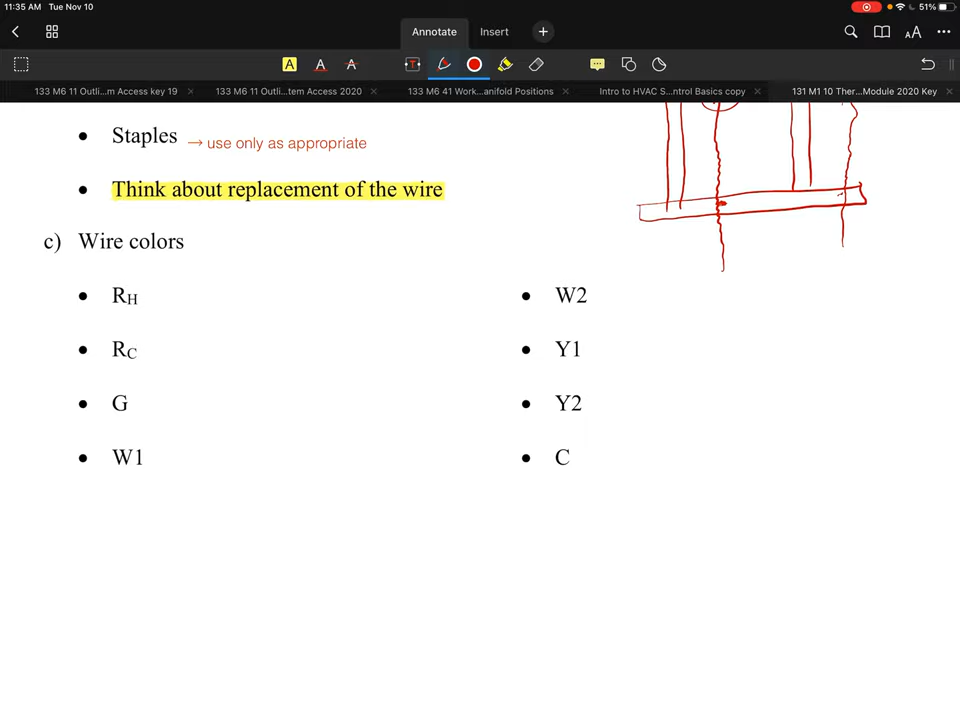 11:35 AM Tue Nov 10
51%
Annotate Insert
A A A T AA
133 M6 11 Outli...m Access key 19
133 M6 11 Outli...tem Access 2020
133 M6 41 Work...anifold Positions
Intro to HVAC S...ntrol Basics copy
131 M1 10 Ther...Module 2020 Key
• Staples → use only as appropriate
• Think about replacement of the wire
c) Wire colors
• RH
• RC
• G
• W1
• W2
• Y1
• Y2
• C